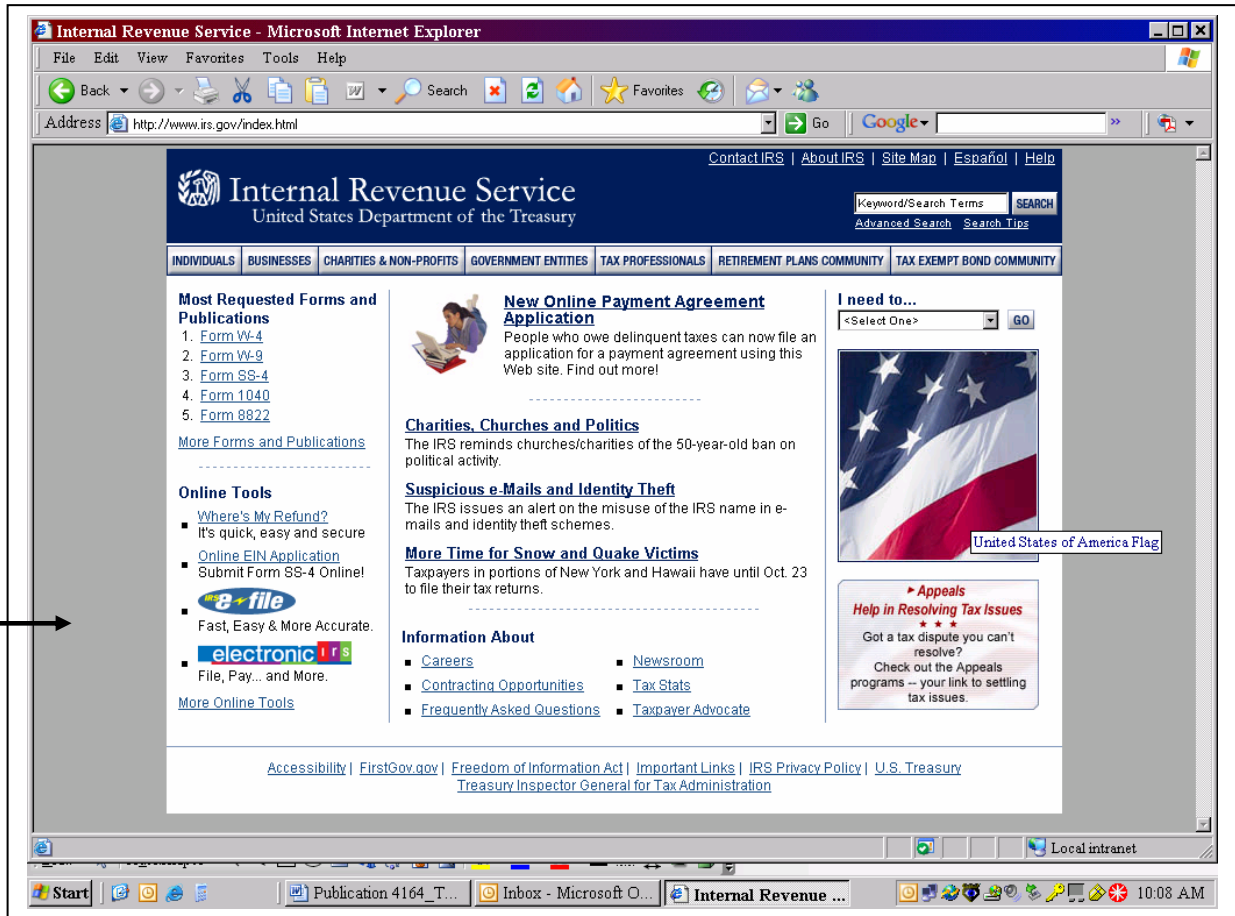 Internal Revenue Service - Microsoft Internet Explorer
File Edit View Favorites Tools Help
Back Search Favorites
Address http://www.irs.gov/index.html Go Google »
Contact IRS | About IRS | Site Map | Español | Help
Internal Revenue Service
United States Department of the Treasury
Keyword/Search Terms SEARCH
Advanced Search Search Tips
INDIVIDUALS BUSINESSES CHARITIES & NON-PROFITS GOVERNMENT ENTITIES TAX PROFESSIONALS RETIREMENT PLANS COMMUNITY TAX EXEMPT BOND COMMUNITY
Most Requested Forms and
Publications
1. Form W-4
2. Form W-9
3. Form SS-4
4. Form 1040
5. Form 8822
More Forms and Publications
Online Tools
Where's My Refund?
It's quick, easy and secure
Online EIN Application
Submit Form SS-4 Online!
IRS e-file
Fast, Easy & More Accurate.
electronic irs
File, Pay... and More.
More Online Tools
New Online Payment Agreement
Application
People who owe delinquent taxes can now file an
application for a payment agreement using this
Web site. Find out more!
Charities, Churches and Politics
The IRS reminds churches/charities of the 50-year-old ban on
political activity.
Suspicious e-Mails and Identity Theft
The IRS issues an alert on the misuse of the IRS name in e-
mails and identity theft schemes.
More Time for Snow and Quake Victims
Taxpayers in portions of New York and Hawaii have until Oct. 23
to file their tax returns.
Information About
Careers
Contracting Opportunities
Frequently Asked Questions
Newsroom
Tax Stats
Taxpayer Advocate
I need to...
<Select One> GO
United States of America Flag
Appeals
Help in Resolving Tax Issues
Got a tax dispute you can't
resolve?
Check out the Appeals
programs -- your link to settling
tax issues.
Accessibility | FirstGov.gov | Freedom of Information Act | Important Links | IRS Privacy Policy | U.S. Treasury
Treasury Inspector General for Tax Administration
Local intranet
Start Publication 4164_T... Inbox - Microsoft O... Internal Revenue ... 10:08 AM